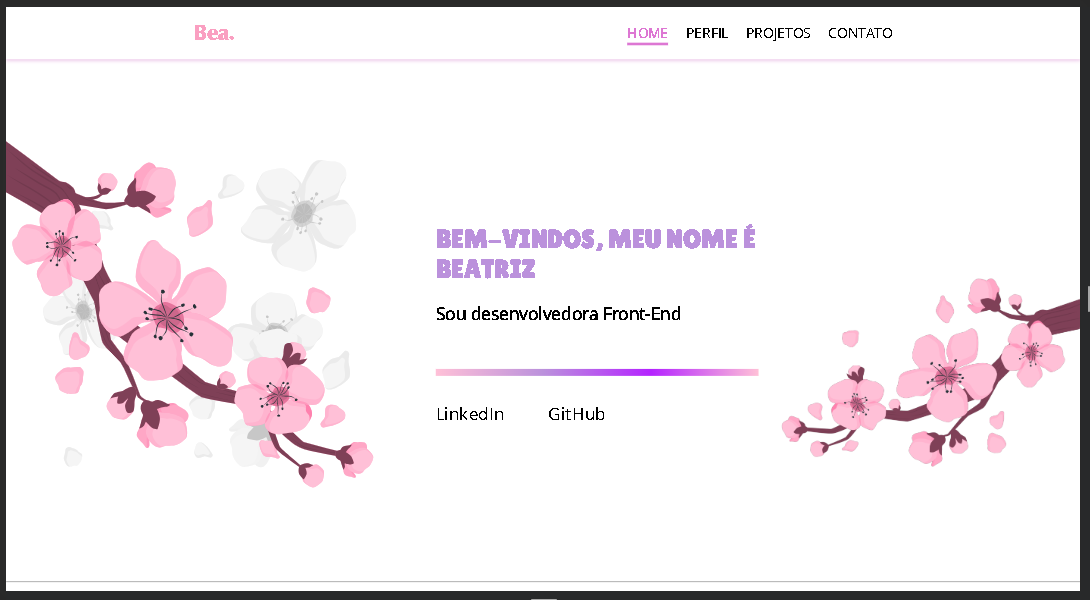 Bea.
HOME PERFIL PROJETOS CONTATO
BEM-VINDOS, MEU NOME É
BEATRIZ
Sou desenvolvedora Front-End
LinkedIn GitHub